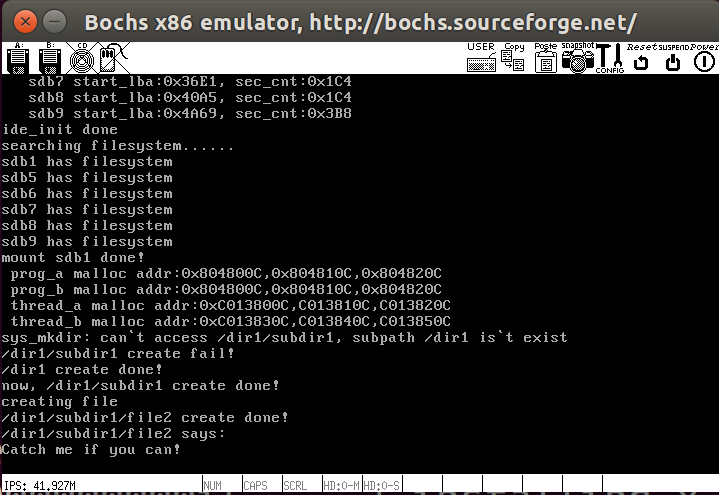 Bochs x86 emulator, http://bochs.sourceforge.net/
A: B: CD USER Copy Paste snapshot CONFIG Reset SUSPEND Power
sdb7 start_lba:0x36E1, sec_cnt:0x1C4
sdb8 start_lba:0x40A5, sec_cnt:0x1C4
sdb9 start_lba:0x4A69, sec_cnt:0x3B8
ide_init done
searching filesystem......
sdb1 has filesystem
sdb5 has filesystem
sdb6 has filesystem
sdb7 has filesystem
sdb8 has filesystem
sdb9 has filesystem
mount sdb1 done!
prog_a malloc addr:0x804800C,0x804810C,0x804820C
prog_b malloc addr:0x804800C,0x804810C,0x804820C
thread_a malloc addr:0xC013800C,C013810C,C013820C
thread_b malloc addr:0xC013830C,C013840C,C013850C
sys_mkdir: can`t access /dir1/subdir1, subpath /dir1 is`t exist
/dir1/subdir1 create fail!
/dir1 create done!
now, /dir1/subdir1 create done!
creating file
/dir1/subdir1/file2 create done!
/dir1/subdir1/file2 says:
Catch me if you can!
IPS: 41.927M NUM CAPS SCRL HD:0-M HD:0-S